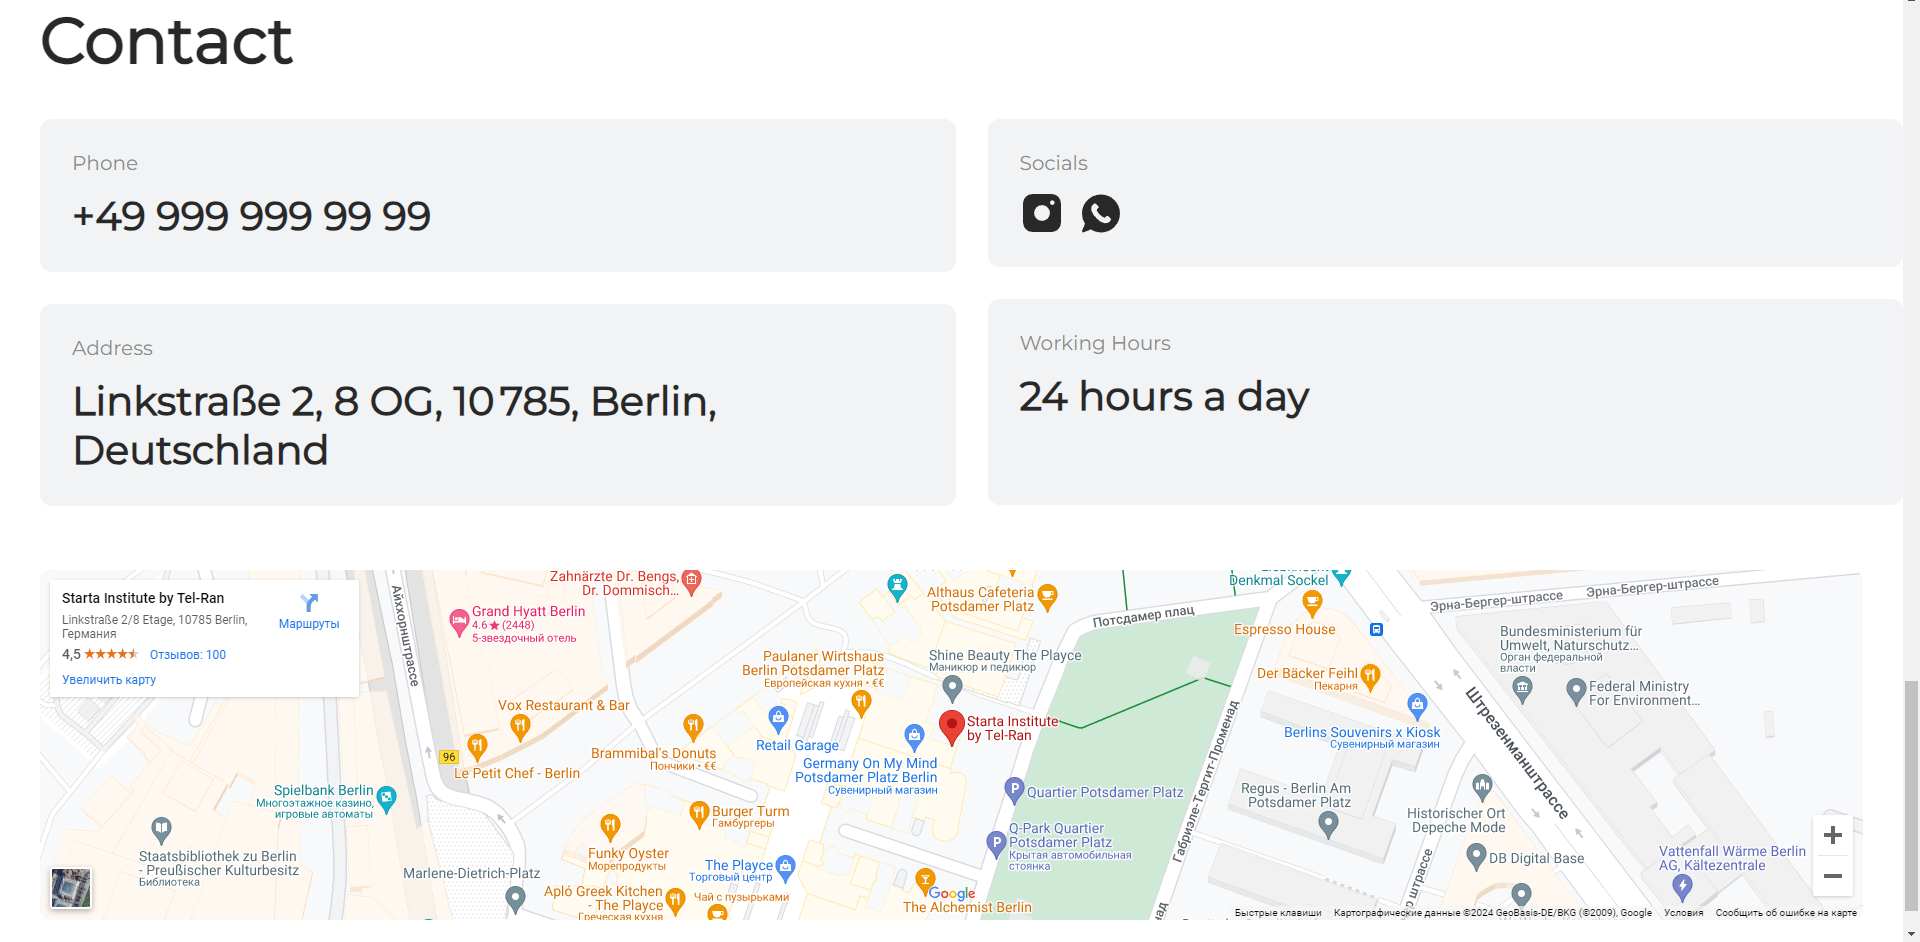 Contact
Phone
+49 999 999 99 99
Socials
Address
Linkstraße 2, 8 OG, 10 785, Berlin,
Deutschland
Working Hours
24 hours a day
Starta Institute by Tel-Ran
Linkstraße 2/8 Etage, 10785 Berlin,
Германия
4,5
Отзывов: 100
Увеличить карту
Маршруты
Айххорнштрассе
Zahnärzte Dr. Bengs,
Dr. Dommisch...
Grand Hyatt Berlin
4.6★ (2448)
5-звездочный отель
Althaus Cafeteria
Potsdamer Platz
Потсдамер плац
Denkmal Sockel
Espresso House
Эрна-Бергер-штрассе
Эрна-Бергер-штрассе
Bundesministerium für
Umwelt, Naturschutz...
Орган федеральной
власти
Federal Ministry
For Environment...
Paulaner Wirtshaus
Berlin Potsdamer Platz
Европейская кухня • €€
Shine Beauty The Playce
Маникюр и педикюр
Der Bäcker Feihl
Пекарня
Vox Restaurant & Bar
Starta Institute
by Tel-Ran
Berlins Souvenirs x Kiosk
Сувенирный магазин
Штреземанштрассе
Retail Garage
Brammibal's Donuts
Пончики • €€
96
Le Petit Chef - Berlin
Germany On My Mind
Potsdamer Platz Berlin
Сувенирный магазин
Габриэле-Тергит-Променад
Spielbank Berlin
Многоэтажное казино,
игровые автоматы
P
Quartier Potsdamer Platz
Regus - Berlin Am
Potsdamer Platz
Historischer Ort
Depeche Mode
Burger Turm
Гамбургеры
P
Q-Park Quartier
Potsdamer Platz
Крытая автомобильная
стоянка
Staatsbibliothek zu Berlin
- Preußischer Kulturbesitz
Библиотека
Funky Oyster
Морепродукты
The Playce
Торговый центр
DB Digital Base
Vattenfall Wärme Berlin
AG, Kältezentrale
Marlene-Dietrich-Platz
Apló Greek Kitchen
- The Playce
Греческая кухня
Чай с пузырьками
Google
The Alchemist Berlin
Быстрые клавиши
Картографические данные ©2024 GeoBasis-DE/BKG (©2009), Google
Условия
Сообщить об ошибке на карте